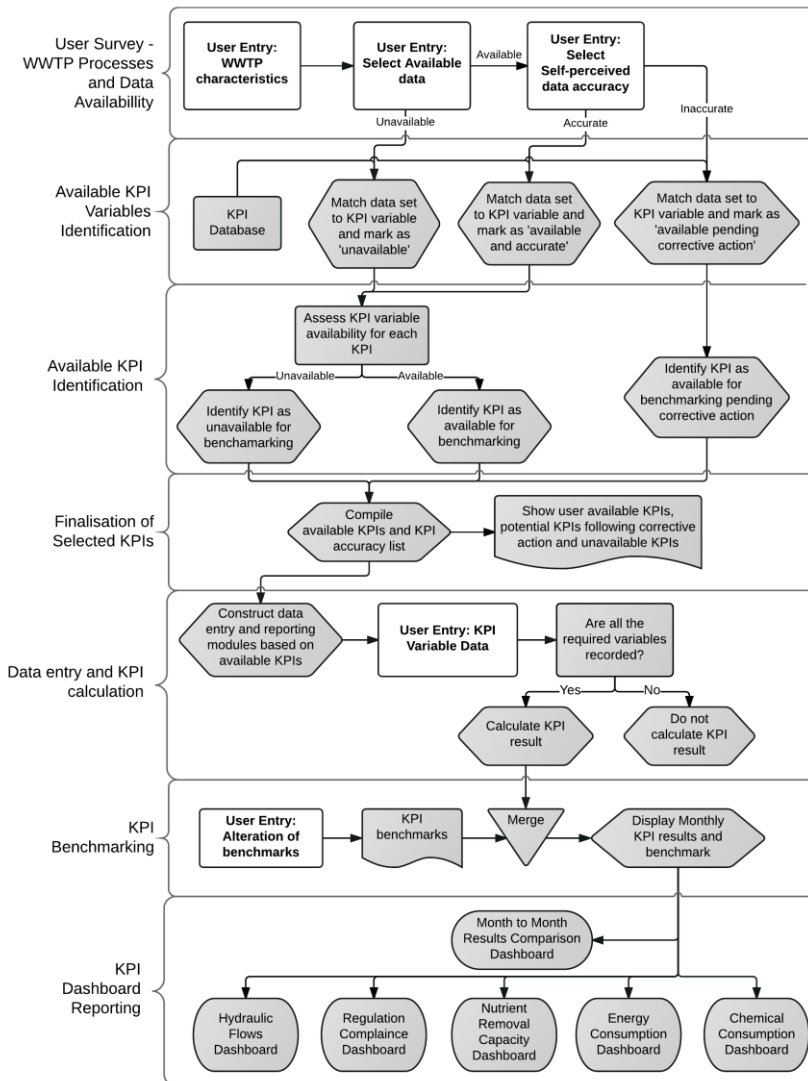 User Survey -
WWTP Processes
and Data
Availabillity
User Entry:
WWTP
characteristics
User Entry:
Select Available
data
Available
User Entry:
Select
Self-perceived
data accuracy
Unavailable
Accurate
Inaccurate
Available KPI
Variables
Identification
KPI
Database
Match data set
to KPI variable
and mark as
'unavailable'
Match data set
to KPI variable and
mark as 'available
and accurate'
Match data set to
KPI variable and mark as
'available pending
corrective action'
Available KPI
Identification
Assess KPI variable
availability for each
KPI
Unavailable
Available
Identify KPI as
unavailable for
benchamarking
Identify KPI as
available for
benchmarking
Identify KPI as
available for
benchmarking pending
corrective action
Finalisation of
Selected KPIs
Compile
available KPIs and KPI
accuracy list
Show user available KPIs,
potential KPIs following corrective
action and unavailable KPIs
Data entry and KPI
calculation
Construct data
entry and reporting
modules based on
available KPIs
User Entry: KPI
Variable Data
Are all the
required variables
recorded?
Yes
No
Calculate KPI
result
Do not
calculate KPI
result
KPI
Benchmarking
User Entry:
Alteration of
benchmarks
KPI
benchmarks
Merge
Display Monthly
KPI results and
benchmark
KPI
Dashboard
Reporting
Month to Month
Results Comparison
Dashboard
Hydraulic
Flows
Dashboard
Regulation
Complaince
Dashboard
Nutrient
Removal
Capacity
Dashboard
Energy
Consumption
Dashboard
Chemical
Consumption
Dashboard